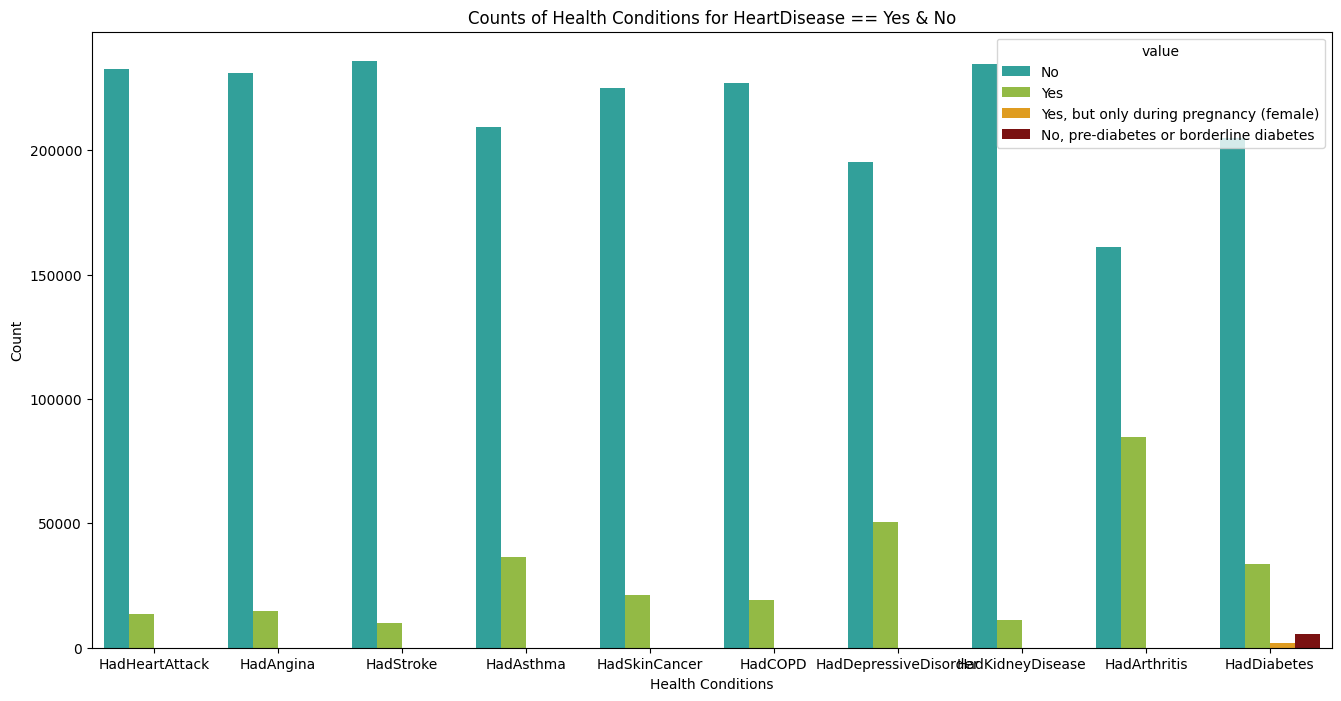 Counts of Health Conditions for HeartDisease == Yes & No
value
No
Yes
Yes, but only during pregnancy (female)
No, pre-diabetes or borderline diabetes
200000
150000
100000
50000
0
Count
HadHeartAttack HadAngina HadStroke HadAsthma HadSkinCancer HadCOPD HadDepressiveDisorder HadKidneyDisease HadArthritis HadDiabetes
Health Conditions